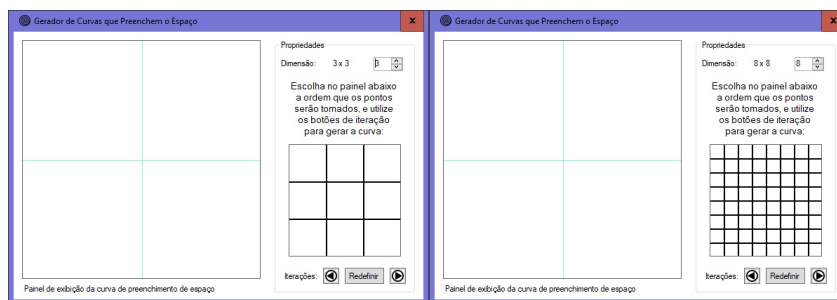 Gerador de Curvas que Preenchem o Espaço
x
Propriedades
Dimensão: 3 x 3 3
Escolha no painel abaixo
a ordem que os pontos
serão tomados, e utilize
os botões de iteração
para gerar a curva:
Iterações: Redefinir
Painel de exibição da curva de preenchimento de espaço
Gerador de Curvas que Preenchem o Espaço
x
Propriedades
Dimensão: 8 x 8 8
Escolha no painel abaixo
a ordem que os pontos
serão tomados, e utilize
os botões de iteração
para gerar a curva:
Iterações: Redefinir
Painel de exibição da curva de preenchimento de espaço